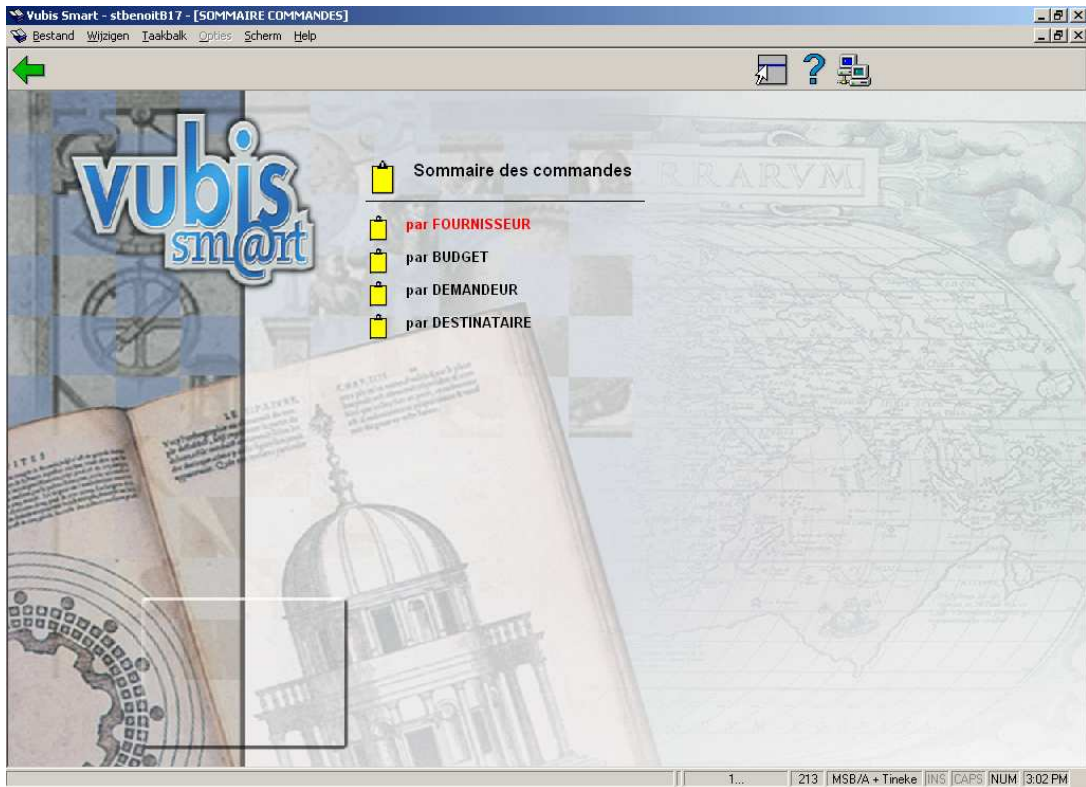 Vubis Smart - stbenoitB17 - [SOMMAIRE COMMANDES]
Bestand Wijzigen Taakbalk Opties Scherm Help
vubis
sm@rt
Sommaire des commandes
par FOURNISSEUR
par BUDGET
par DEMANDEUR
par DESTINATAIRE
1... 213 MSB/A + Tineke INS CAPS NUM 3:02 PM